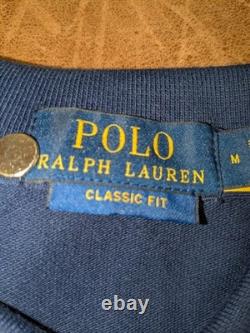 POLO
RALPH LAUREN
M
CLASSIC FIT